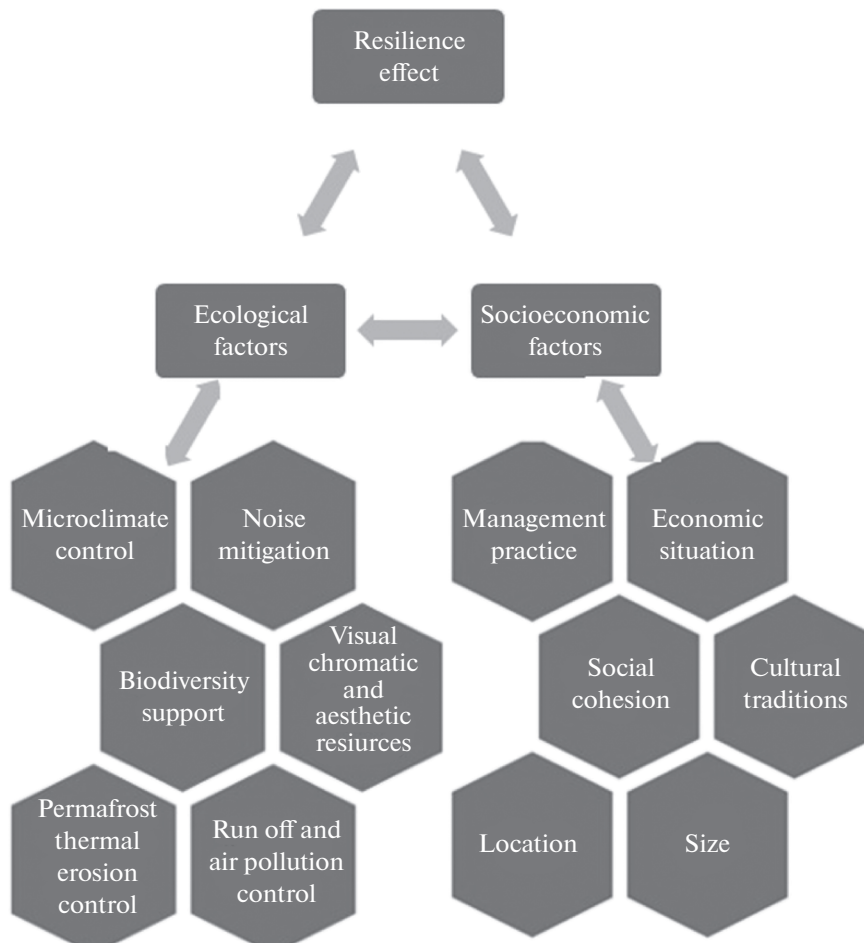 Resilience
effect
Ecological
factors
Socioeconomic
factors
Microclimate
control
Noise
mitigation
Biodiversity
support
Visual
chromatic
and
aesthetic
resiurces
Permafrost
thermal
erosion
control
Run off and
air pollution
control
Management
practice
Economic
situation
Social
cohesion
Cultural
traditions
Location
Size